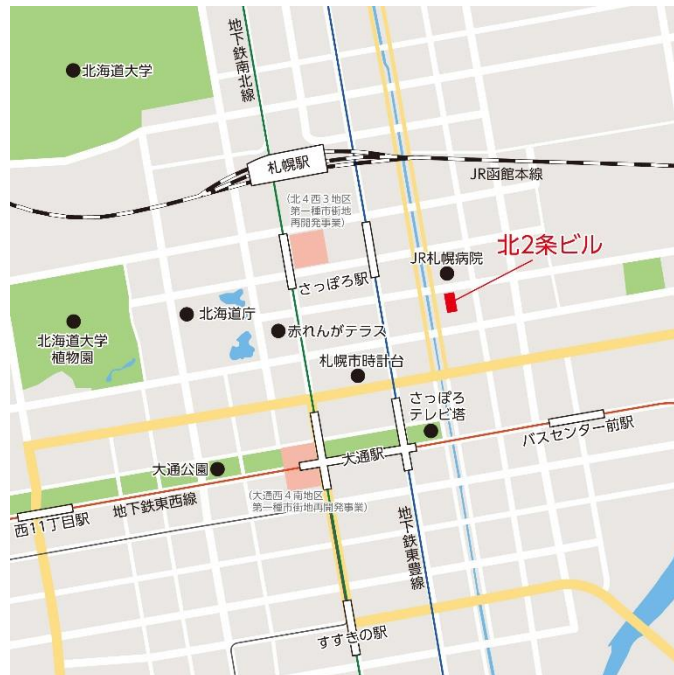 地下鉄南北線
北海道大学
札幌駅
JR函館本線
（北4西3地区
第一種市街地
再開発事業）
北2条ビル
JR札幌病院
さっぽろ駅
北海道庁
赤れんがテラス
北海道大学
植物園
札幌市時計台
さっぽろ
テレビ塔
バスセンター前駅
大通駅
大通公園
（大通西4南地区
第一種市街地再開発事業）
地下鉄東西線
西11丁目駅
地下鉄東豊線
すすきの駅